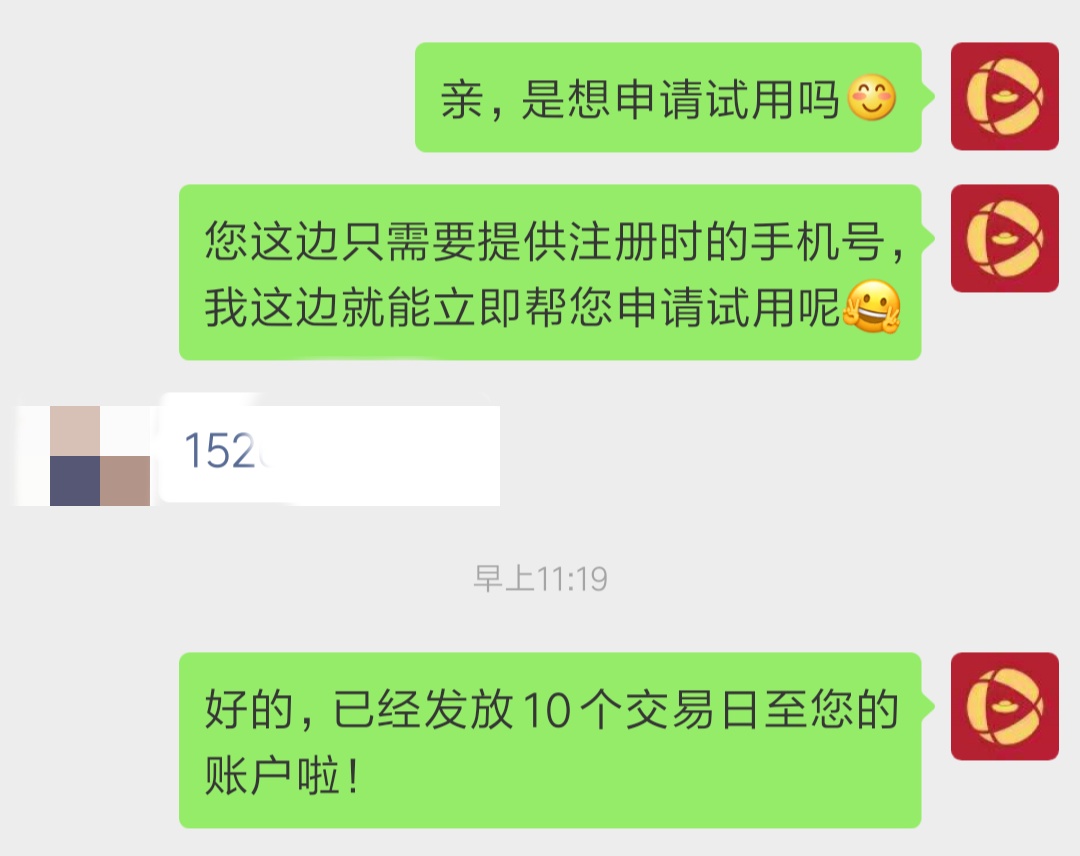 亲，是想申请试用吗😊
您这边只需要提供注册时的手机号，
我这边就能立即帮您申请试用呢🤗
152
早上11:19
好的，已经发放10个交易日至您的
账户啦！